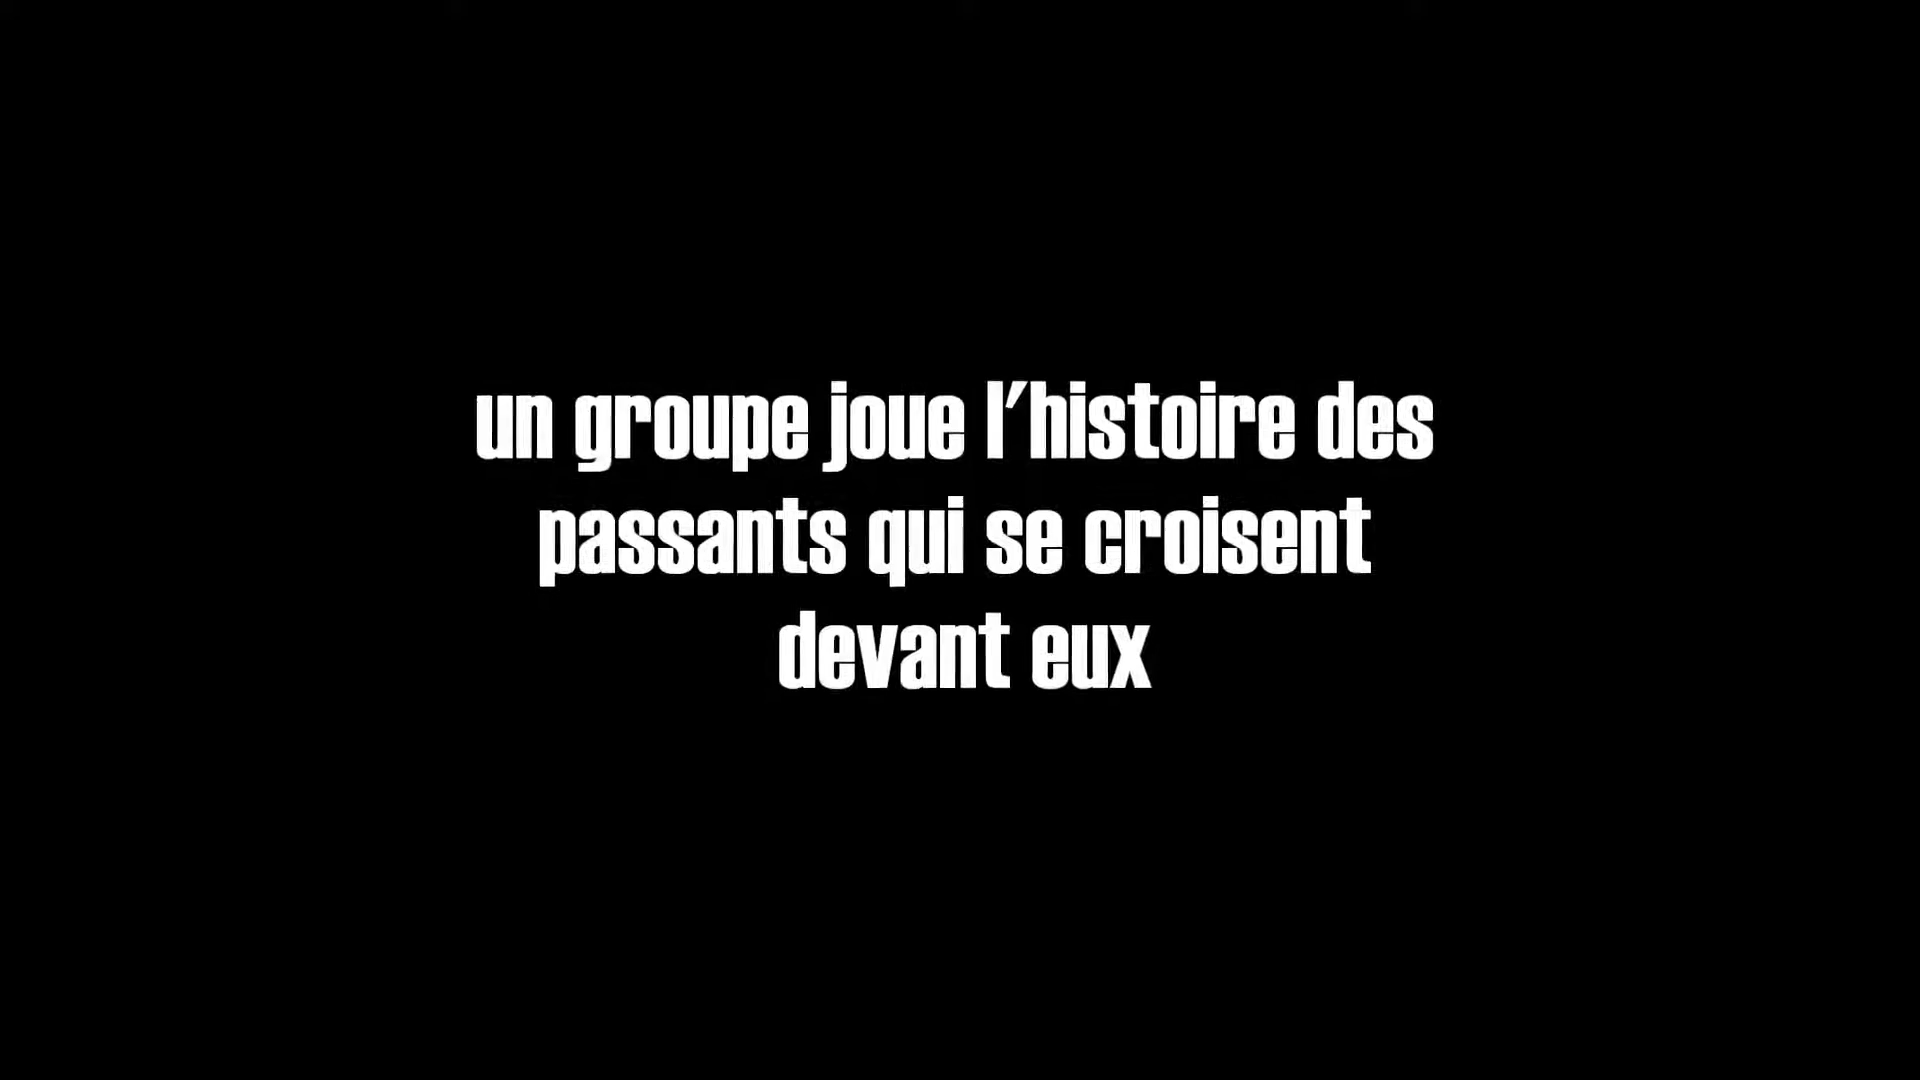 un groupe joue l'histoire des
passants qui se croisent
devant eux